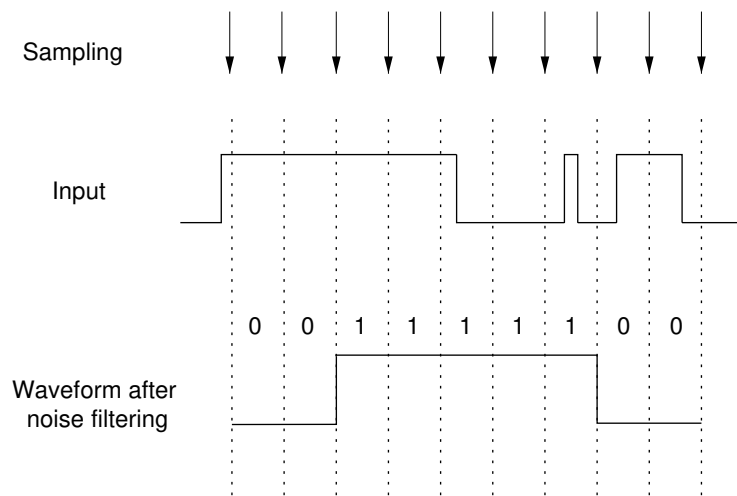 Sampling
Input
0 0 1 1 1 1 1 0 0
Waveform after
noise filtering